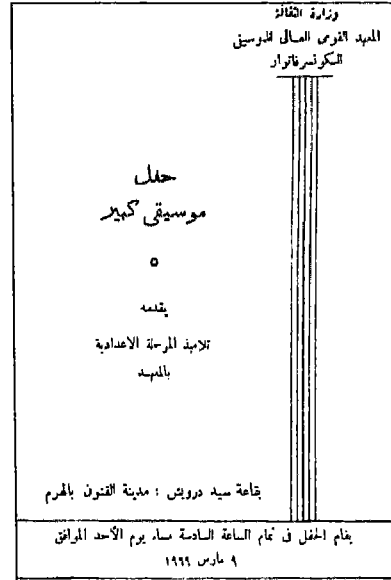 وزارة الثقافة
المعهد القومى العالى للموسيقى
الكونسرفاتوار
حفل
موسيقى كبير
يقدمه
تلاميذ المرحلة الاعدادية
بالمعهد
بقاعة سيد درويش : مدينة الفنون بالهرم
يقام الحفل فى تمام الساعة السادسة مساء يوم الأحد الموافق
٩ مارس ١٩٦٩